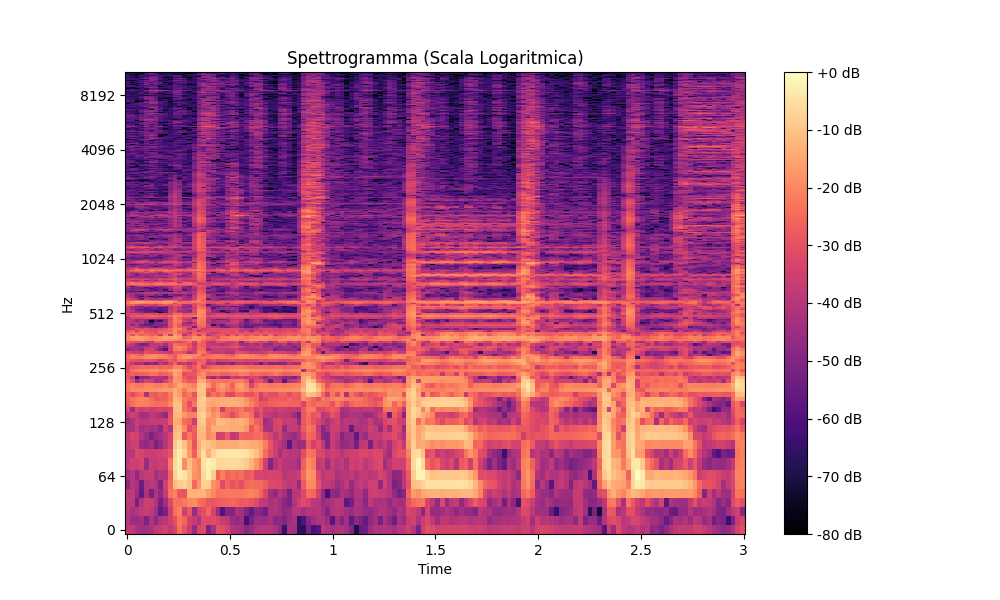 Spettrogramma (Scala Logaritmica)
8192
4096
2048
1024
512
256
128
64
0
Hz
0
0.5
1
1.5
2
2.5
3
Time
+0 dB
-10 dB
-20 dB
-30 dB
-40 dB
-50 dB
-60 dB
-70 dB
-80 dB